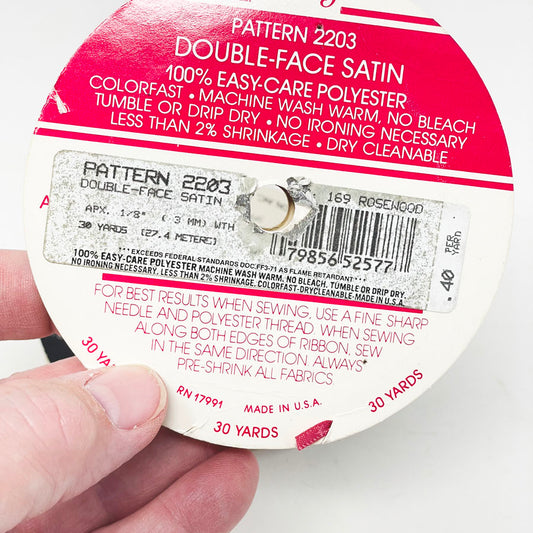 PATTERN 2203
DOUBLE-FACE SATIN
100% EASY-CARE POLYESTER
COLORFAST • MACHINE WASH WARM, NO BLEACH
TUMBLE OR DRIP DRY • NO IRONING NECESSARY
LESS THAN 2% SHRINKAGE • DRY CLEANABLE
PATTERN 2203
DOUBLE-FACE SATIN
169 ROSEWOOD
APX. 1/8" ( 3 MM) WTH
30 YARDS (27.4 METERS)
79856 52577
.40 PER YARD
***EXCEEDS FEDERAL STANDARDS DOC.FF3-71 AS FLAME RETARDANT***
100% EASY-CARE POLYESTER MACHINE WASH WARM, NO BLEACH. TUMBLE OR DRIP DRY.
NO IRONING NECESSARY. LESS THAN 2% SHRINKAGE. COLORFAST-DRYCLEANABLE-MADE IN U.S.A.
FOR BEST RESULTS WHEN SEWING, USE A FINE SHARP
NEEDLE AND POLYESTER THREAD. WHEN SEWING
ALONG BOTH EDGES OF RIBBON, SEW
IN THE SAME DIRECTION. ALWAYS
PRE-SHRINK ALL FABRICS.
30 YARDS
RN 17991
MADE IN U.S.A.
30 YARDS
30 YARDS